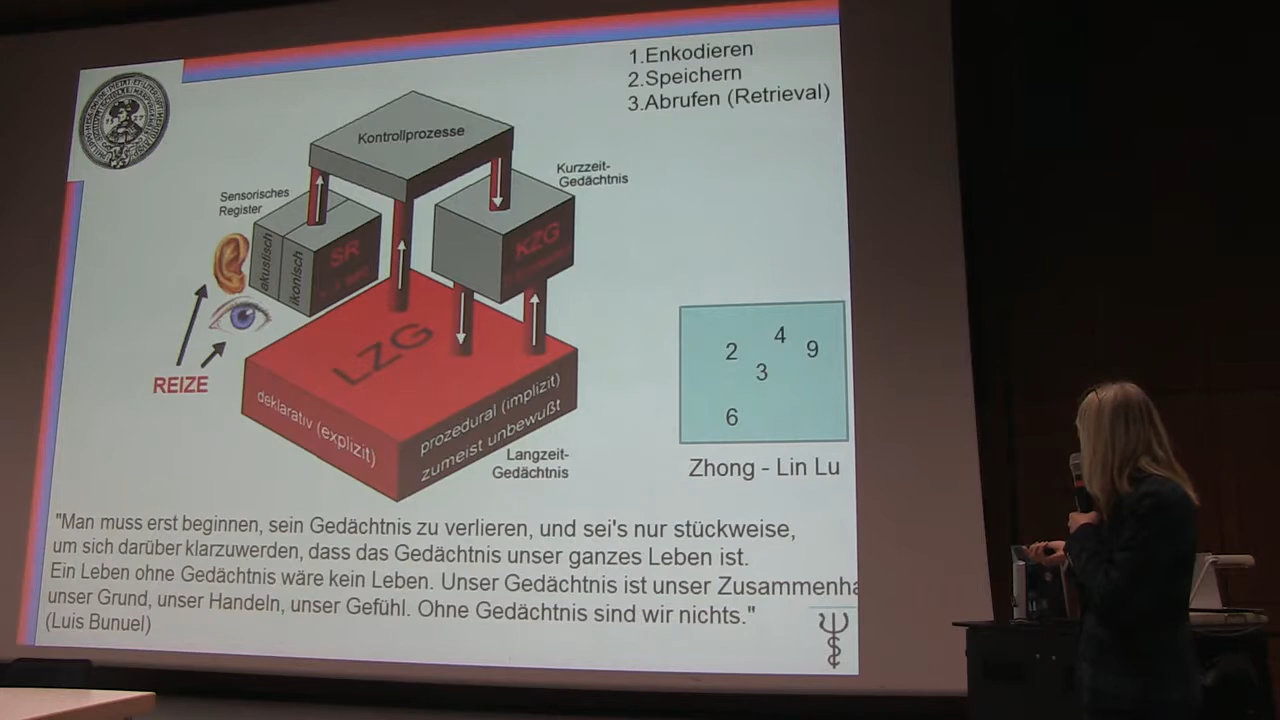 1.Enkodieren
2.Speichern
3.Abrufen (Retrieval)
Kontrollprozesse
Kurzzeit-
Gedächtnis
Sensorisches
Register
akustisch
ikonisch
SR
KZG
REIZE
LZG
deklarativ (explizit)
prozedural (implizit)
zumeist unbewußt
Langzeit-
Gedächtnis
2
4
9
3
6
Zhong - Lin Lu
"Man muss erst beginnen, sein Gedächtnis zu verlieren, und sei's nur stückweise,
um sich darüber klarzuwerden, dass das Gedächtnis unser ganzes Leben ist.
Ein Leben ohne Gedächtnis wäre kein Leben. Unser Gedächtnis ist unser Zusammenha
unser Grund, unser Handeln, unser Gefühl. Ohne Gedächtnis sind wir nichts."
(Luis Bunuel)